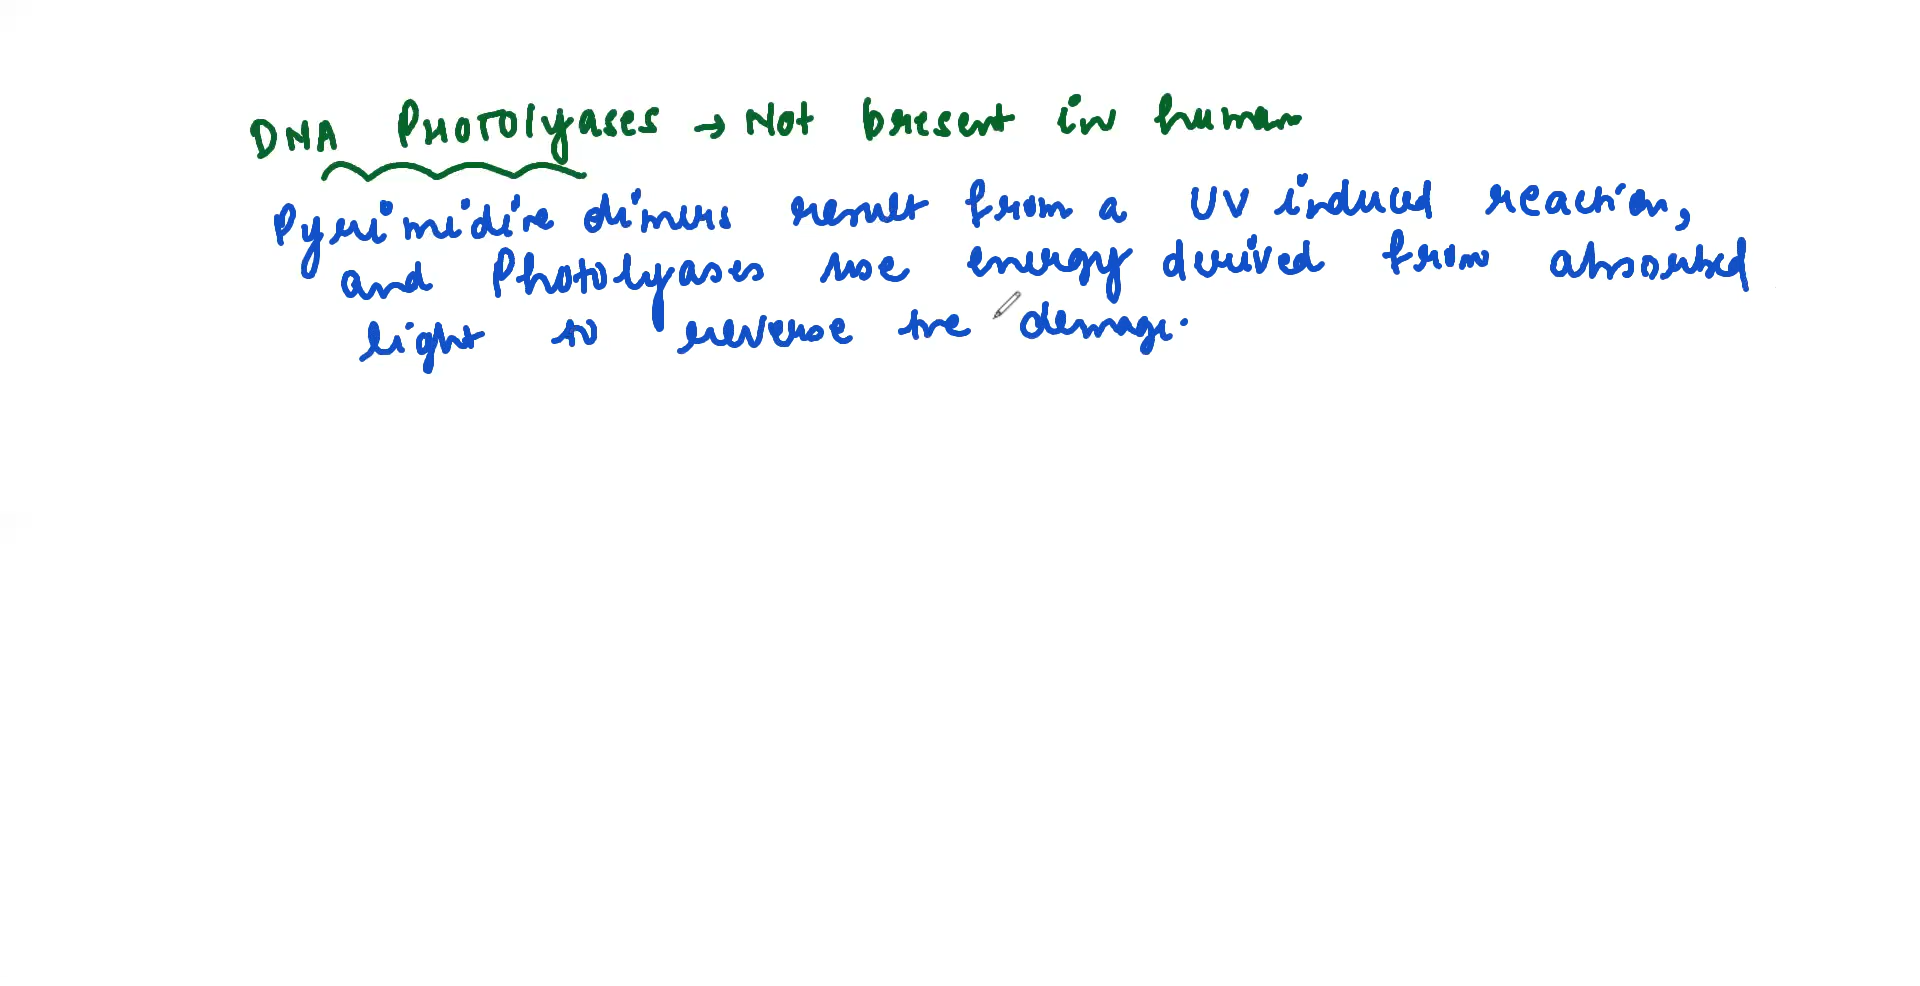 DNA Photolyases → Not present in human
Pyrimidine dimers result from a UV induced reaction,
and Photolyases use energy derived from absorbed
light to reverse the demage.